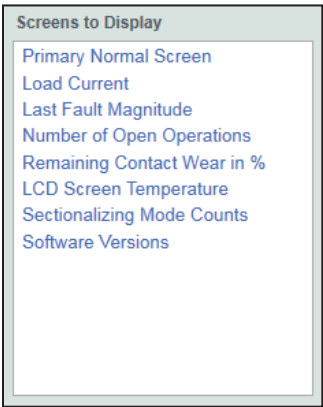 Screens to Display
Primary Normal Screen
Load Current
Last Fault Magnitude
Number of Open Operations
Remaining Contact Wear in %
LCD Screen Temperature
Sectionalizing Mode Counts
Software Versions